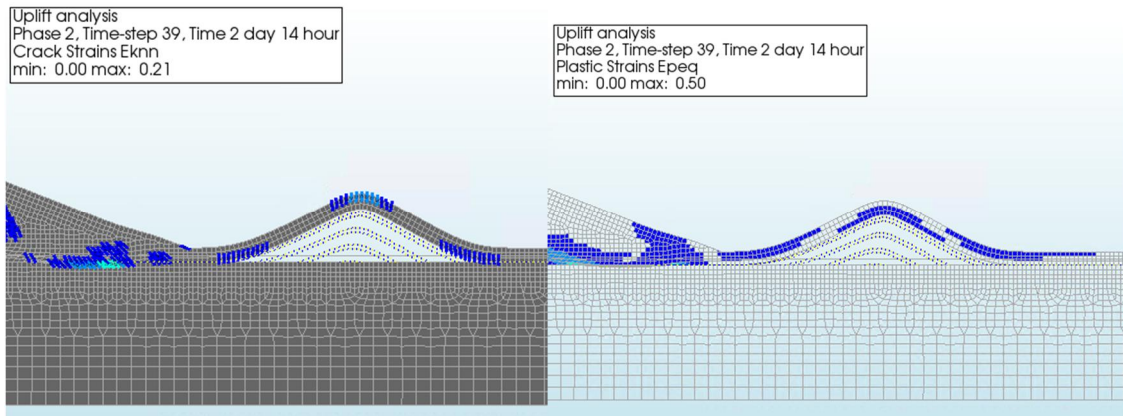 Uplift analysis
Phase 2, Time-step 39, Time 2 day 14 hour
Crack Strains Eknn
min: 0.00 max: 0.21
Uplift analysis
Phase 2, Time-step 39, Time 2 day 14 hour
Plastic Strains Epeq
min: 0.00 max: 0.50